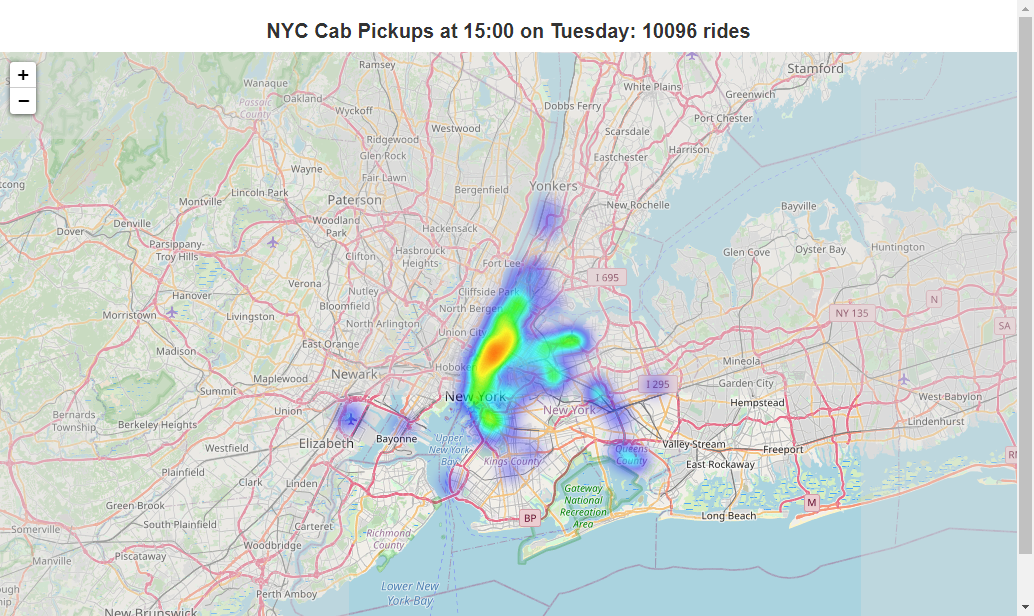 NYC Cab Pickups at 15:00 on Tuesday: 10096 rides
+
−
Ramsey
Stamford
White Plains
Greenwich
Wanaque
Oakland
Passaic
County
Wyckoff
Dobbs Ferry
Port Chester
Westwood
Scarsdale
Ridgewood
Harrison
Glen Rock
Eastchester
Wayne
Fair Lawn
Lincoln Park
Bergenfield
Yonkers
Montville
Paterson
New Rochelle
Bayville
Denville
Woodland
Park
Hackensack
Dover
Parsippany-
Troy Hills
Hasbrouck
Heights
Clifton
Glen Cove
Oyster Bay
Huntington
Fort Lee
I 695
Verona
Nutley
Cliffside Park
Hanover
Bloomfield
North Bergen
N
NY 135
Morristown
Livingston
North Arlington
SA
Union City
East Orange
Madison
Mineola
Newark
Hoboken
Maplewood
I 295
Garden City
Summit
New York
West Babylon
Hempstead
Union
New York
Bernards
Township
Berkeley Heights
Lindenhurst
Elizabeth
Bayonne
Upper
New York
Bay
Valley Stream
Freeport
Westfield
Queens
County
Kings County
East Rockaway
Plainfield
Clark
Linden
Gateway
National
Recreation
Area
M
Green Brook
BP
Long Beach
South Plainfield
Carteret
Somerville
Richmond
County
Woodbridge
Piscataway
Manville
Lower New
York Bay
Perth Amboy
New Brunswick